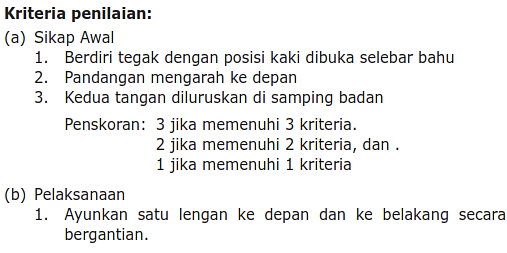 Kriteria penilaian:
(a) Sikap Awal
1. Berdiri tegak dengan posisi kaki dibuka selebar bahu
2. Pandangan mengarah ke depan
3. Kedua tangan diluruskan di samping badan
Penskoran: 3 jika memenuhi 3 kriteria.
2 jika memenuhi 2 kriteria, dan .
1 jika memenuhi 1 kriteria
(b) Pelaksanaan
1. Ayunkan satu lengan ke depan dan ke belakang secara
bergantian.